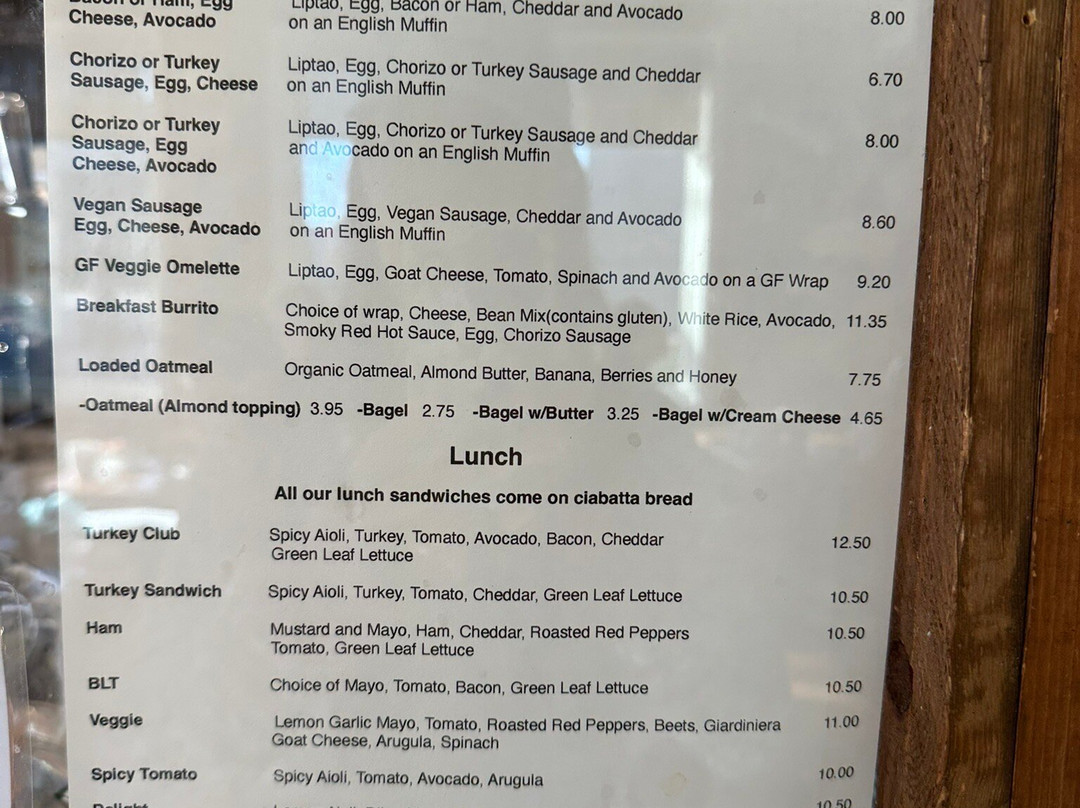 Bacon or Ham, Egg Liptao, Egg, Bacon or Ham, Cheddar and Avocado 8.00
Cheese, Avocado on an English Muffin
Chorizo or Turkey Liptao, Egg, Chorizo or Turkey Sausage and Cheddar 6.70
Sausage, Egg, Cheese on an English Muffin
Chorizo or Turkey Liptao, Egg, Chorizo or Turkey Sausage and Cheddar 8.00
Sausage, Egg and Avocado on an English Muffin
Cheese, Avocado
Vegan Sausage Liptao, Egg, Vegan Sausage, Cheddar and Avocado 8.60
Egg, Cheese, Avocado on an English Muffin
GF Veggie Omelette Liptao, Egg, Goat Cheese, Tomato, Spinach and Avocado on a GF Wrap 9.20
Breakfast Burrito Choice of wrap, Cheese, Bean Mix(contains gluten), White Rice, Avocado, 11.35
Smoky Red Hot Sauce, Egg, Chorizo Sausage
Loaded Oatmeal Organic Oatmeal, Almond Butter, Banana, Berries and Honey 7.75
-Oatmeal (Almond topping) 3.95 -Bagel 2.75 -Bagel w/Butter 3.25 -Bagel w/Cream Cheese 4.65
Lunch
All our lunch sandwiches come on ciabatta bread
Turkey Club Spicy Aioli, Turkey, Tomato, Avocado, Bacon, Cheddar 12.50
Green Leaf Lettuce
Turkey Sandwich Spicy Aioli, Turkey, Tomato, Cheddar, Green Leaf Lettuce 10.50
Ham Mustard and Mayo, Ham, Cheddar, Roasted Red Peppers 10.50
Tomato, Green Leaf Lettuce
BLT Choice of Mayo, Tomato, Bacon, Green Leaf Lettuce 10.50
Veggie Lemon Garlic Mayo, Tomato, Roasted Red Peppers, Beets, Giardiniera 11.00
Goat Cheese, Arugula, Spinach
Spicy Tomato Spicy Aioli, Tomato, Avocado, Arugula 10.00
Delight 10.50